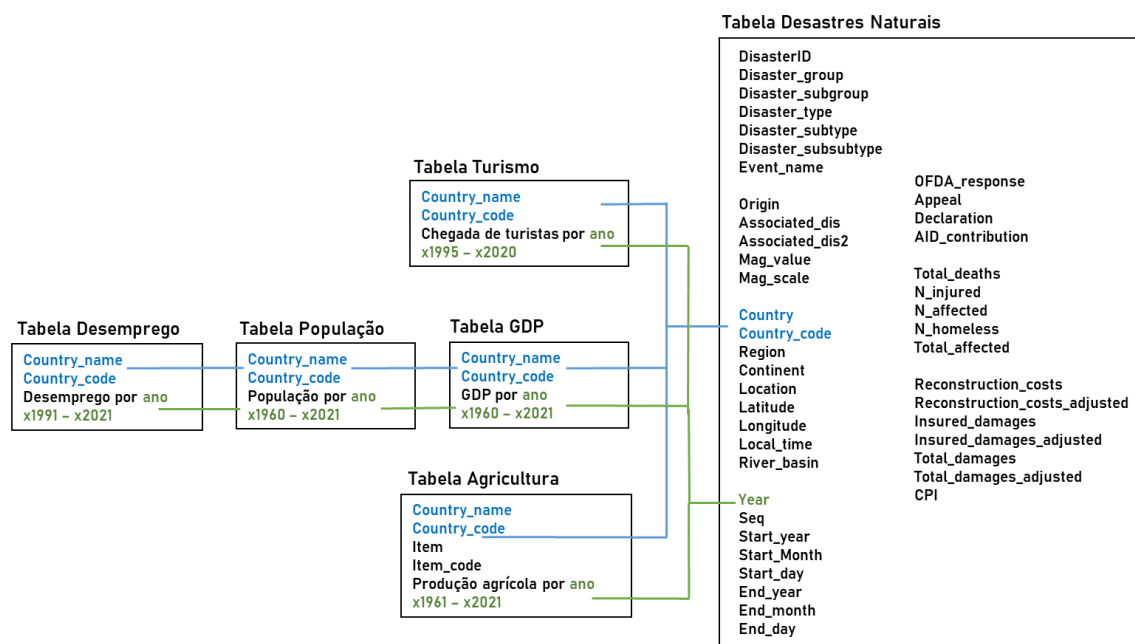 Tabela Desastres Naturais
DisasterID
Disaster_group
Disaster_subgroup
Disaster_type
Disaster_subtype
Disaster_subsubtype
Event_name
Origin
Associated_dis
Associated_dis2
Mag_value
Mag_scale
Country
Country_code
Region
Continent
Location
Latitude
Longitude
Local_time
River_basin
Year
Seq
Start_year
Start_Month
Start_day
End_year
End_month
End_day
OFDA_response
Appeal
Declaration
AID_contribution
Total_deaths
N_injured
N_affected
N_homeless
Total_affected
Reconstruction_costs
Reconstruction_costs_adjusted
Insured_damages
Insured_damages_adjusted
Total_damages
Total_damages_adjusted
CPI
Tabela Turismo
Country_name
Country_code
Chegada de turistas por ano
x1995 – x2020
Tabela Desemprego
Country_name
Country_code
Desemprego por ano
x1991 – x2021
Tabela População
Country_name
Country_code
População por ano
x1960 – x2021
Tabela GDP
Country_name
Country_code
GDP por ano
x1960 – x2021
Tabela Agricultura
Country_name
Country_code
Item
Item_code
Produção agrícola por ano
x1961 – x2021